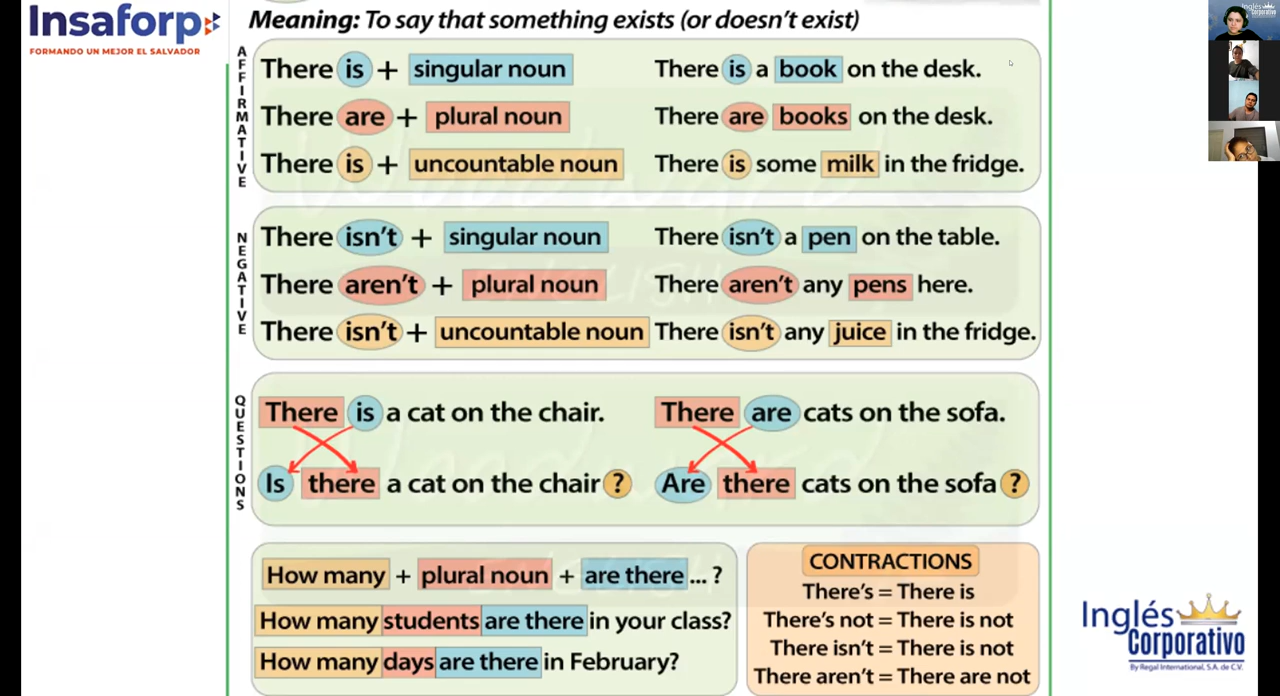 Insaforp
FORMANDO UN MEJOR EL SALVADOR
Meaning: To say that something exists (or doesn't exist)
AFFIRMATIVE
There is + singular noun There is a book on the desk.
There are + plural noun There are books on the desk.
There is + uncountable noun There is some milk in the fridge.
NEGATIVE
There isn't + singular noun There isn't a pen on the table.
There aren't + plural noun There aren't any pens here.
There isn't + uncountable noun There isn't any juice in the fridge.
QUESTIONS
There is a cat on the chair. There are cats on the sofa.
Is there a cat on the chair ? Are there cats on the sofa ?
How many + plural noun + are there ... ?
How many students are there in your class?
How many days are there in February?
CONTRACTIONS
There's = There is
There's not = There is not
There isn't = There is not
There aren't = There are not
Inglés
Corporativo
By Regal International, S.A. de C.V.
Inglés
Corporativo